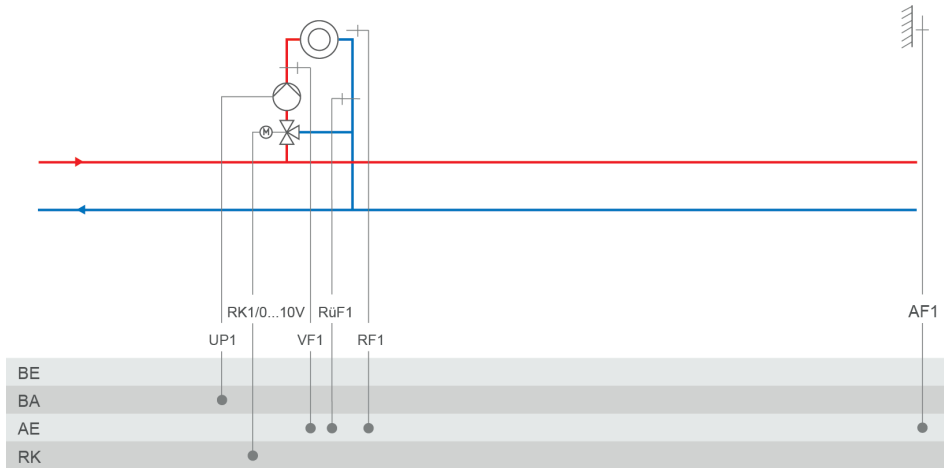 M
RK1/0...10V RüF1 AF1
UP1 VF1 RF1
BE
BA
AE
RK